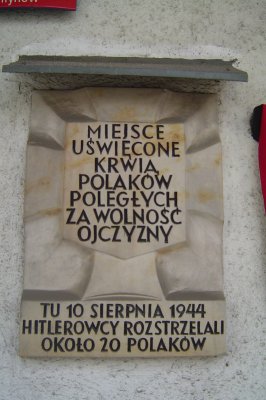 MIEJSCE
UŚWIĘCONE
KRWIĄ
POLAKÓW
POLEGŁYCH
ZA WOLNOŚĆ
OJCZYZNY
TU 10 SIERPNIA 1944
HITLEROWCY ROZSTRZELALI
OKOŁO 20 POLAKÓW